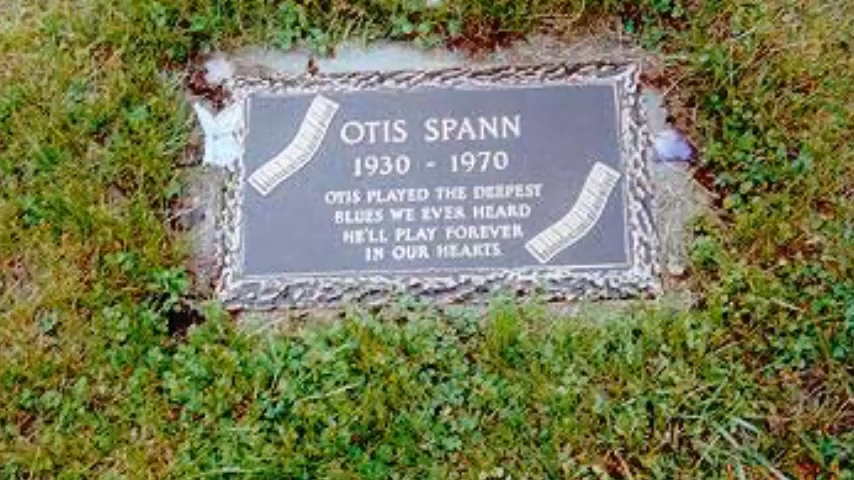 OTIS SPANN
1930 - 1970
OTIS PLAYED THE DEEPEST
BLUES WE EVER HEARD
HE'LL PLAY FOREVER
IN OUR HEARTS